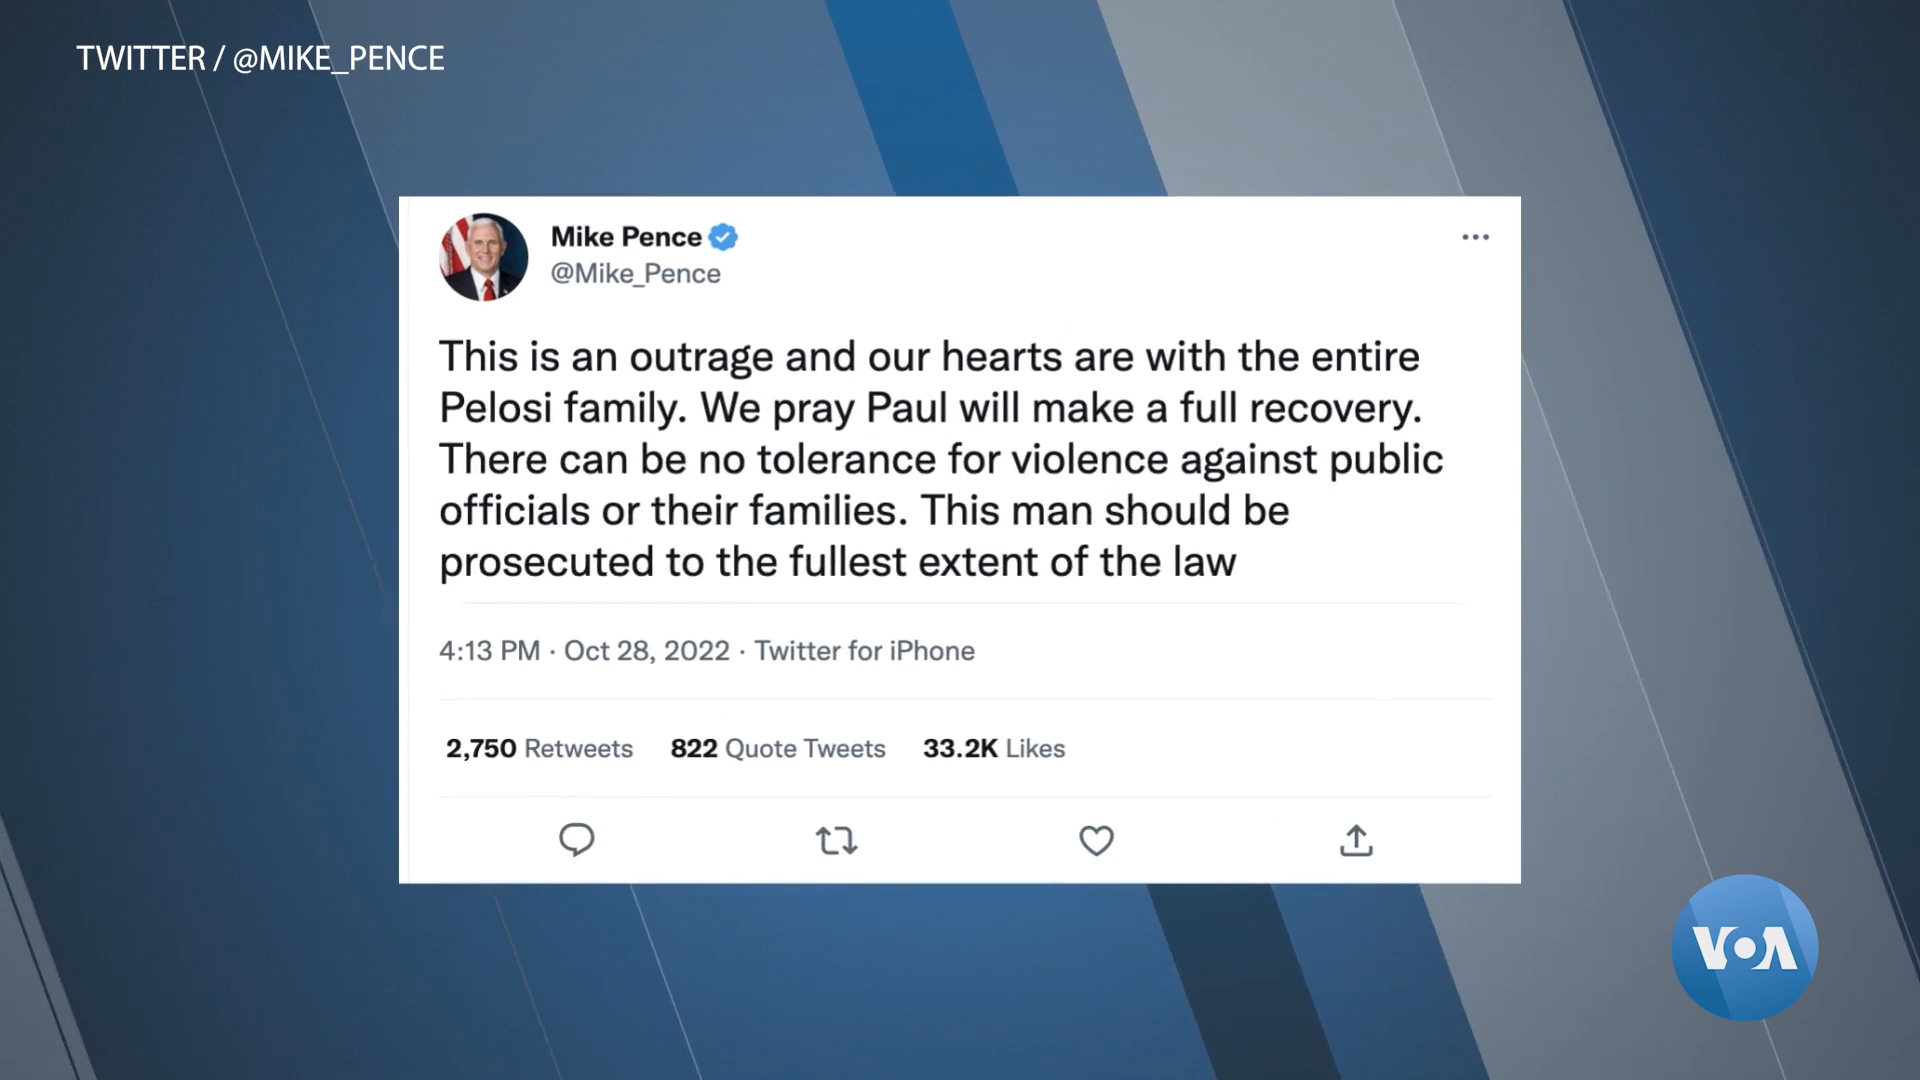 TWITTER / @MIKE_PENCE
Mike Pence
@Mike_Pence
This is an outrage and our hearts are with the entire
Pelosi family. We pray Paul will make a full recovery.
There can be no tolerance for violence against public
officials or their families. This man should be
prosecuted to the fullest extent of the law
4:13 PM · Oct 28, 2022 · Twitter for iPhone
2,750 Retweets 822 Quote Tweets 33.2K Likes
VOA